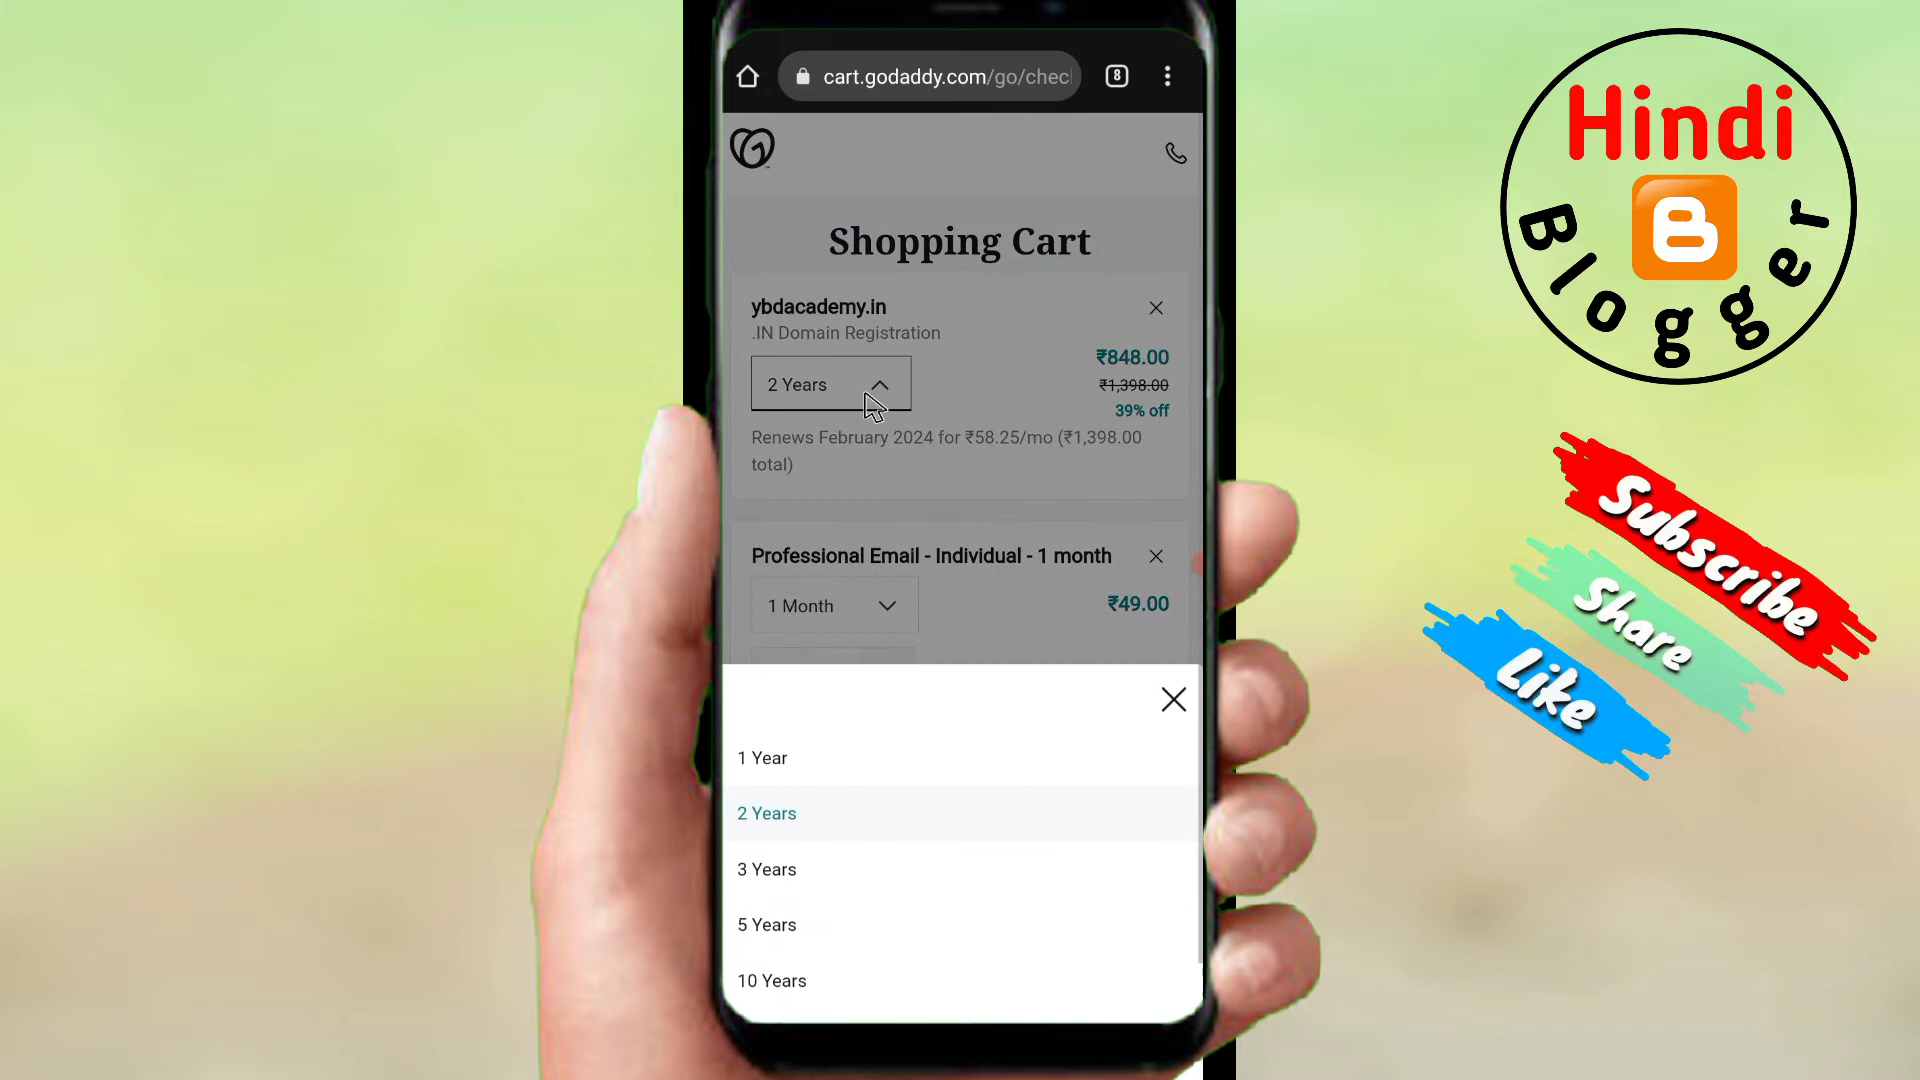 8
cart.godaddy.com/go/chec
Shopping Cart
ybdacademy.in
.IN Domain Registration
2 Years
₹848.00
₹1,398.00
39% off
Renews February 2024 for ₹58.25/mo (₹1,398.00
total)
Professional Email - Individual - 1 month
1 Month
₹49.00
1 Year
2 Years
3 Years
5 Years
10 Years
Hindi
Blogger
Subscribe
Share
Like